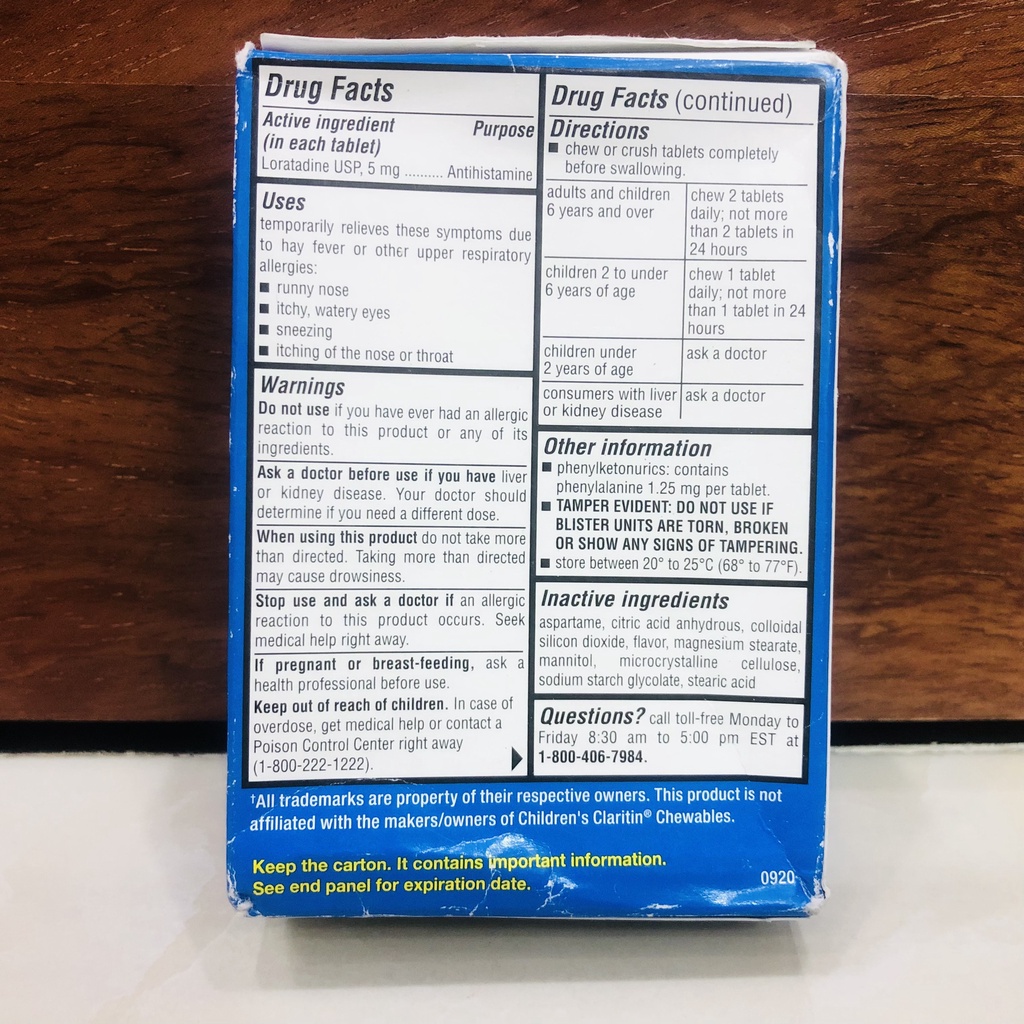 Drug Facts
Active ingredient Purpose
(in each tablet)
Loratadine USP, 5 mg .......... Antihistamine
Uses
temporarily relieves these symptoms due
to hay fever or other upper respiratory
allergies:
■ runny nose
■ itchy, watery eyes
■ sneezing
■ itching of the nose or throat
Warnings
Do not use if you have ever had an allergic
reaction to this product or any of its
ingredients.
Ask a doctor before use if you have liver
or kidney disease. Your doctor should
determine if you need a different dose.
When using this product do not take more
than directed. Taking more than directed
may cause drowsiness.
Stop use and ask a doctor if an allergic
reaction to this product occurs. Seek
medical help right away.
If pregnant or breast-feeding, ask a
health professional before use.
Keep out of reach of children. In case of
overdose, get medical help or contact a
Poison Control Center right away
(1-800-222-1222).
Drug Facts (continued)
Directions
■ chew or crush tablets completely
before swallowing.
adults and children
6 years and over
chew 2 tablets
daily; not more
than 2 tablets in
24 hours
children 2 to under
6 years of age
chew 1 tablet
daily; not more
than 1 tablet in 24
hours
children under
2 years of age
ask a doctor
consumers with liver
or kidney disease
ask a doctor
Other information
■ phenylketonurics: contains
phenylalanine 1.25 mg per tablet.
■ TAMPER EVIDENT: DO NOT USE IF
BLISTER UNITS ARE TORN, BROKEN
OR SHOW ANY SIGNS OF TAMPERING.
■ store between 20° to 25°C (68° to 77°F).
Inactive ingredients
aspartame, citric acid anhydrous, colloidal
silicon dioxide, flavor, magnesium stearate,
mannitol, microcrystalline cellulose,
sodium starch glycolate, stearic acid
Questions? call toll-free Monday to
Friday 8:30 am to 5:00 pm EST at
1-800-406-7984.
†All trademarks are property of their respective owners. This product is not
affiliated with the makers/owners of Children's Claritin® Chewables.
Keep the carton. It contains important information.
See end panel for expiration date.
0920